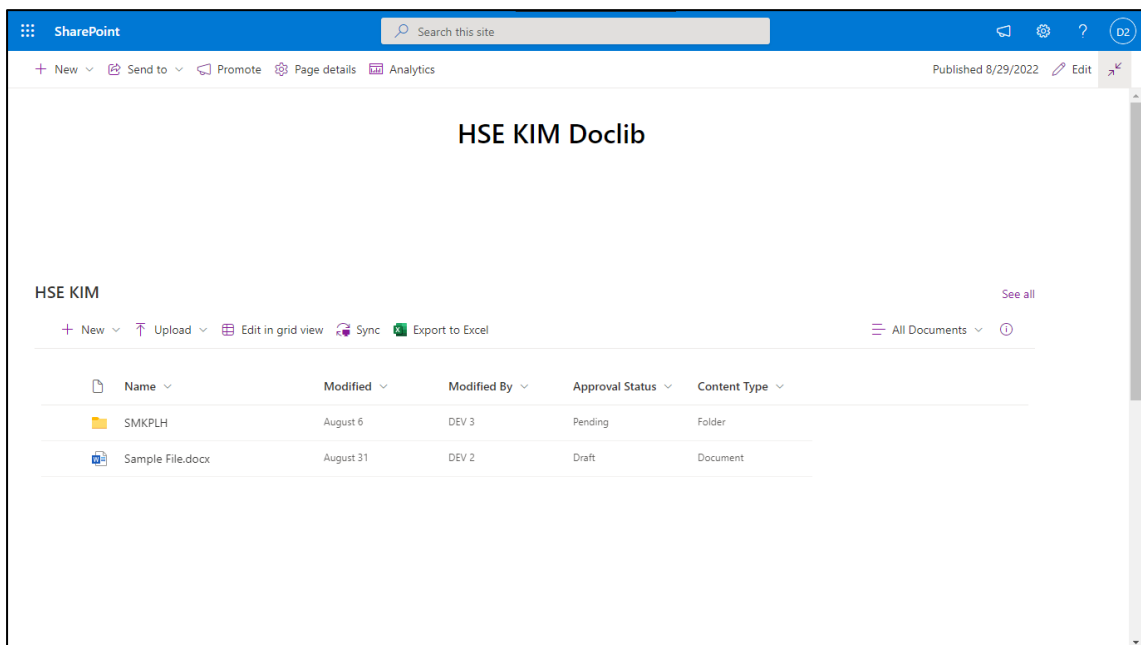 SharePoint Search this site ? D2
+ New Send to Promote Page details Analytics Published 8/29/2022 Edit
HSE KIM Doclib
HSE KIM See all
+ New Upload Edit in grid view Sync Export to Excel All Documents
Name Modified Modified By Approval Status Content Type
SMKPLH August 6 DEV 3 Pending Folder
Sample File.docx August 31 DEV 2 Draft Document